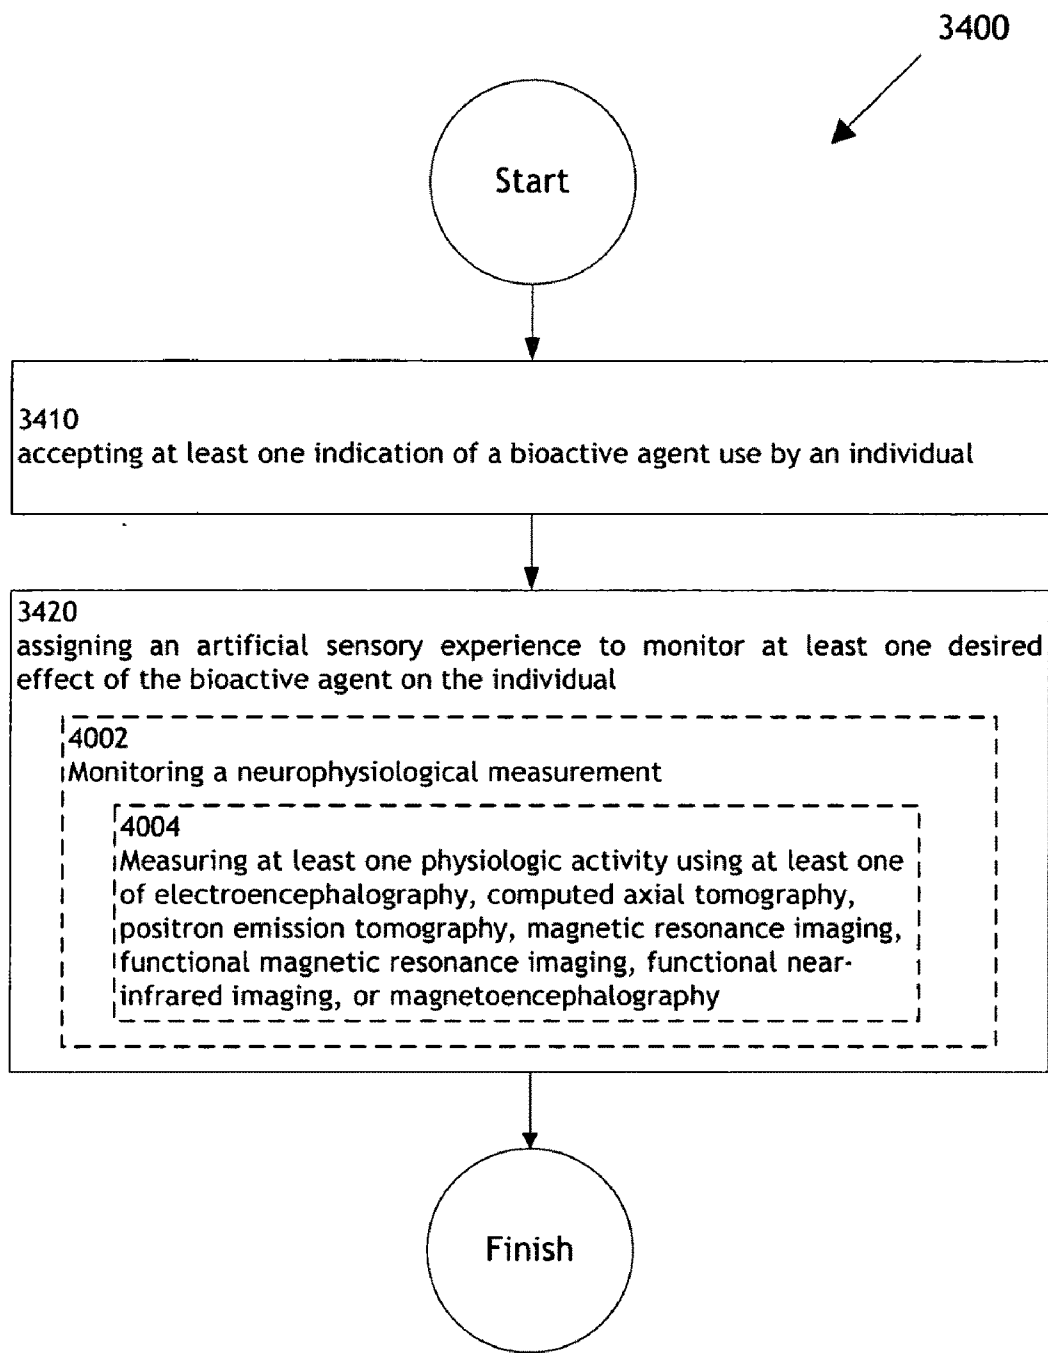 3400
Start
3410
accepting at least one indication of a bioactive agent use by an individual
3420
assigning an artificial sensory experience to monitor at least one desired
effect of the bioactive agent on the individual
4002
Monitoring a neurophysiological measurement
4004
Measuring at least one physiologic activity using at least one
of electroencephalography, computed axial tomography,
positron emission tomography, magnetic resonance imaging,
functional magnetic resonance imaging, functional near-
infrared imaging, or magnetoencephalography
Finish